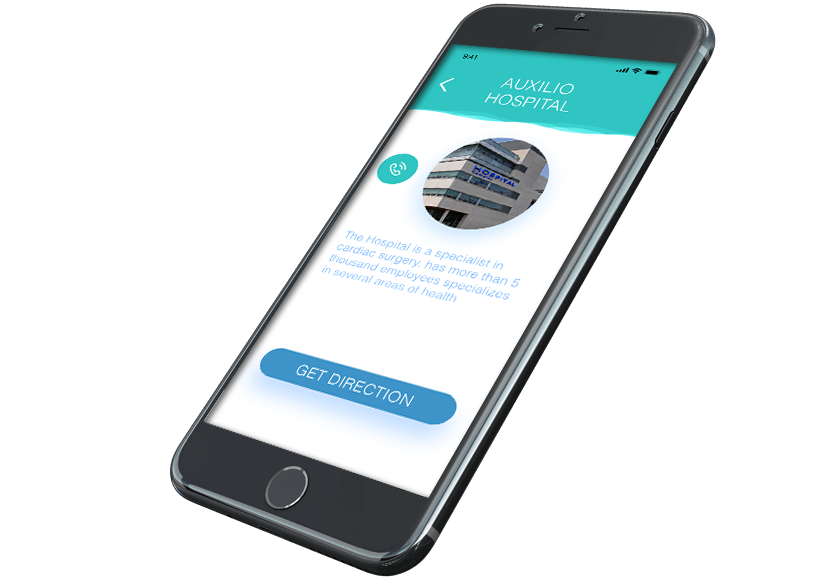 9:41
AUXILIO
HOSPITAL
HOSPITAL
The Hospital is a specialist in
cardiac surgery, has more than 5
thousand employees specializes
in several areas of health
GET DIRECTION